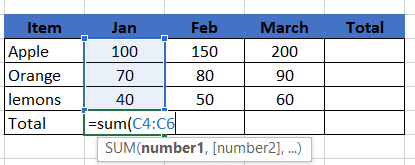 Item Jan Feb March Total
Apple 100 150 200
Orange 70 80 90
lemons 40 50 60
Total =sum(C4:C6
SUM(number1, [number2], ...)